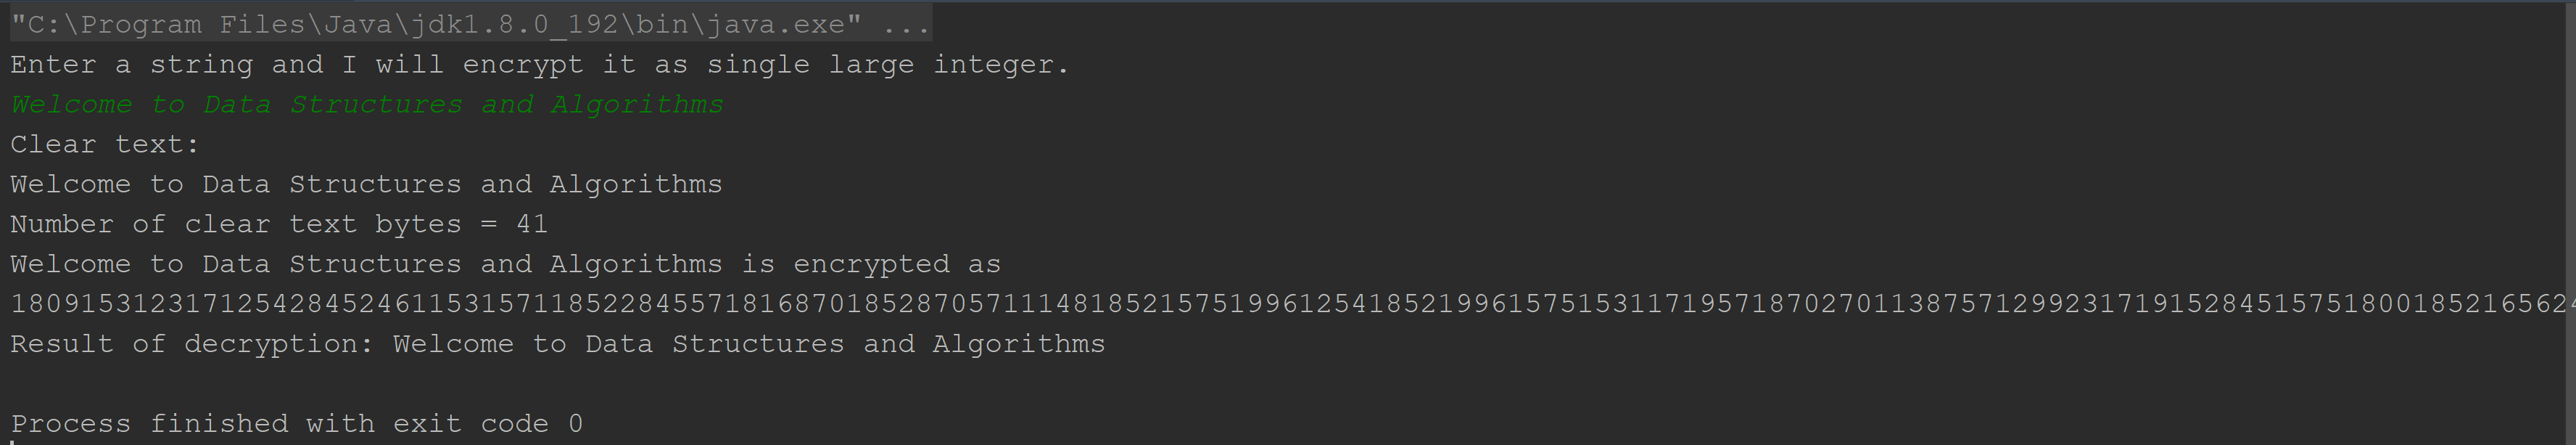 "C:\Program Files\Java\jdk1.8.0_192\bin\java.exe" ...
Enter a string and I will encrypt it as single large integer.
Welcome to Data Structures and Algorithms
Clear text:
Welcome to Data Structures and Algorithms
Number of clear text bytes = 41
Welcome to Data Structures and Algorithms is encrypted as
1809153123171254284524611531571185228455718168701852870571114818521575199612541852199615751531171957187027011387571299231719152845157518001852165624
Result of decryption: Welcome to Data Structures and Algorithms
Process finished with exit code 0